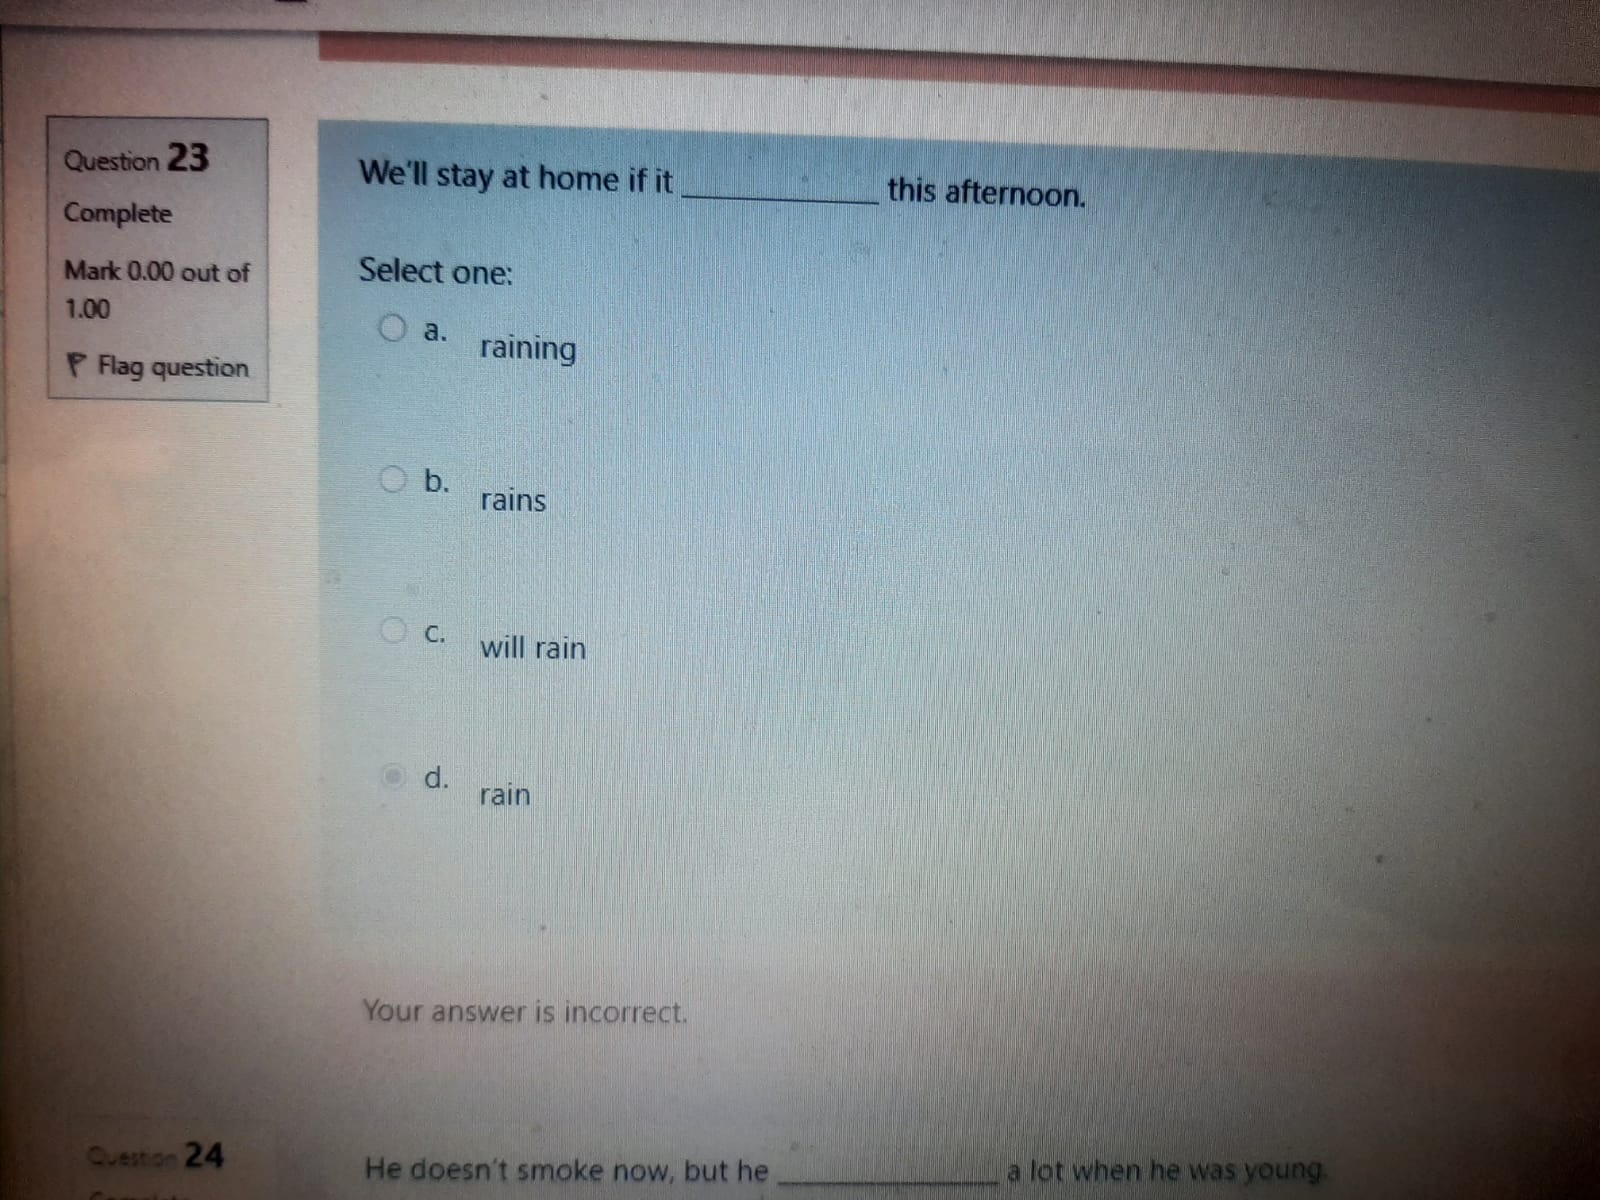 Question 23
Complete
Mark 0.00 out of
1.00
Flag question
We'll stay at home if it __________ this afternoon.
Select one:
a. raining
b. rains
c. will rain
d. rain
Your answer is incorrect.
Question 24
He doesn't smoke now, but he __________ a lot when he was young.